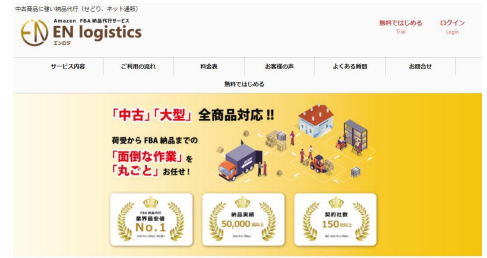 中古商品に強い納品代行（せどり、ネット通販）
Amazon FBA 納品代行サービス
EN logistics
エンロジ
無料ではじめる
Trial
ログイン
Login
サービス内容
ご利用の流れ
料金表
お客様の声
よくある質問
お問合せ
無料ではじめる
「中古」「大型」全商品対応!!
荷受から FBA 納品までの
「面倒な作業」を
「丸ごと」お任せ！
FBA 納品代行
業界最安値
No.1
納品実績
50,000
契約社数
150